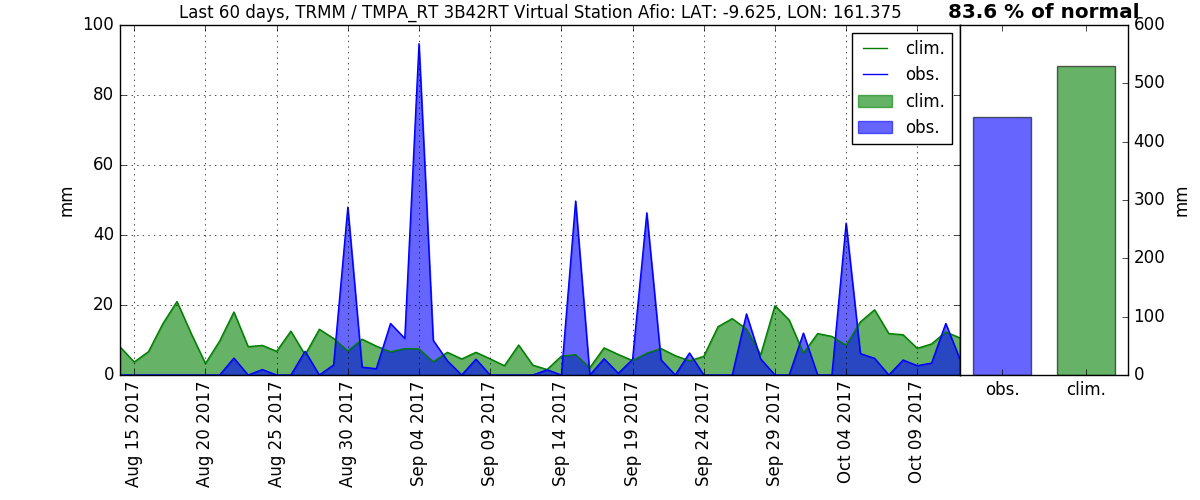 Last 60 days, TRMM / TMPA_RT 3B42RT Virtual Station Afio: LAT: -9.625, LON: 161.375
83.6 % of normal
100
80
60
40
20
0
mm
clim.
obs.
clim.
obs.
600
500
400
300
200
100
0
mm
obs.
clim.
Aug 15 2017
Aug 20 2017
Aug 25 2017
Aug 30 2017
Sep 04 2017
Sep 09 2017
Sep 14 2017
Sep 19 2017
Sep 24 2017
Sep 29 2017
Oct 04 2017
Oct 09 2017